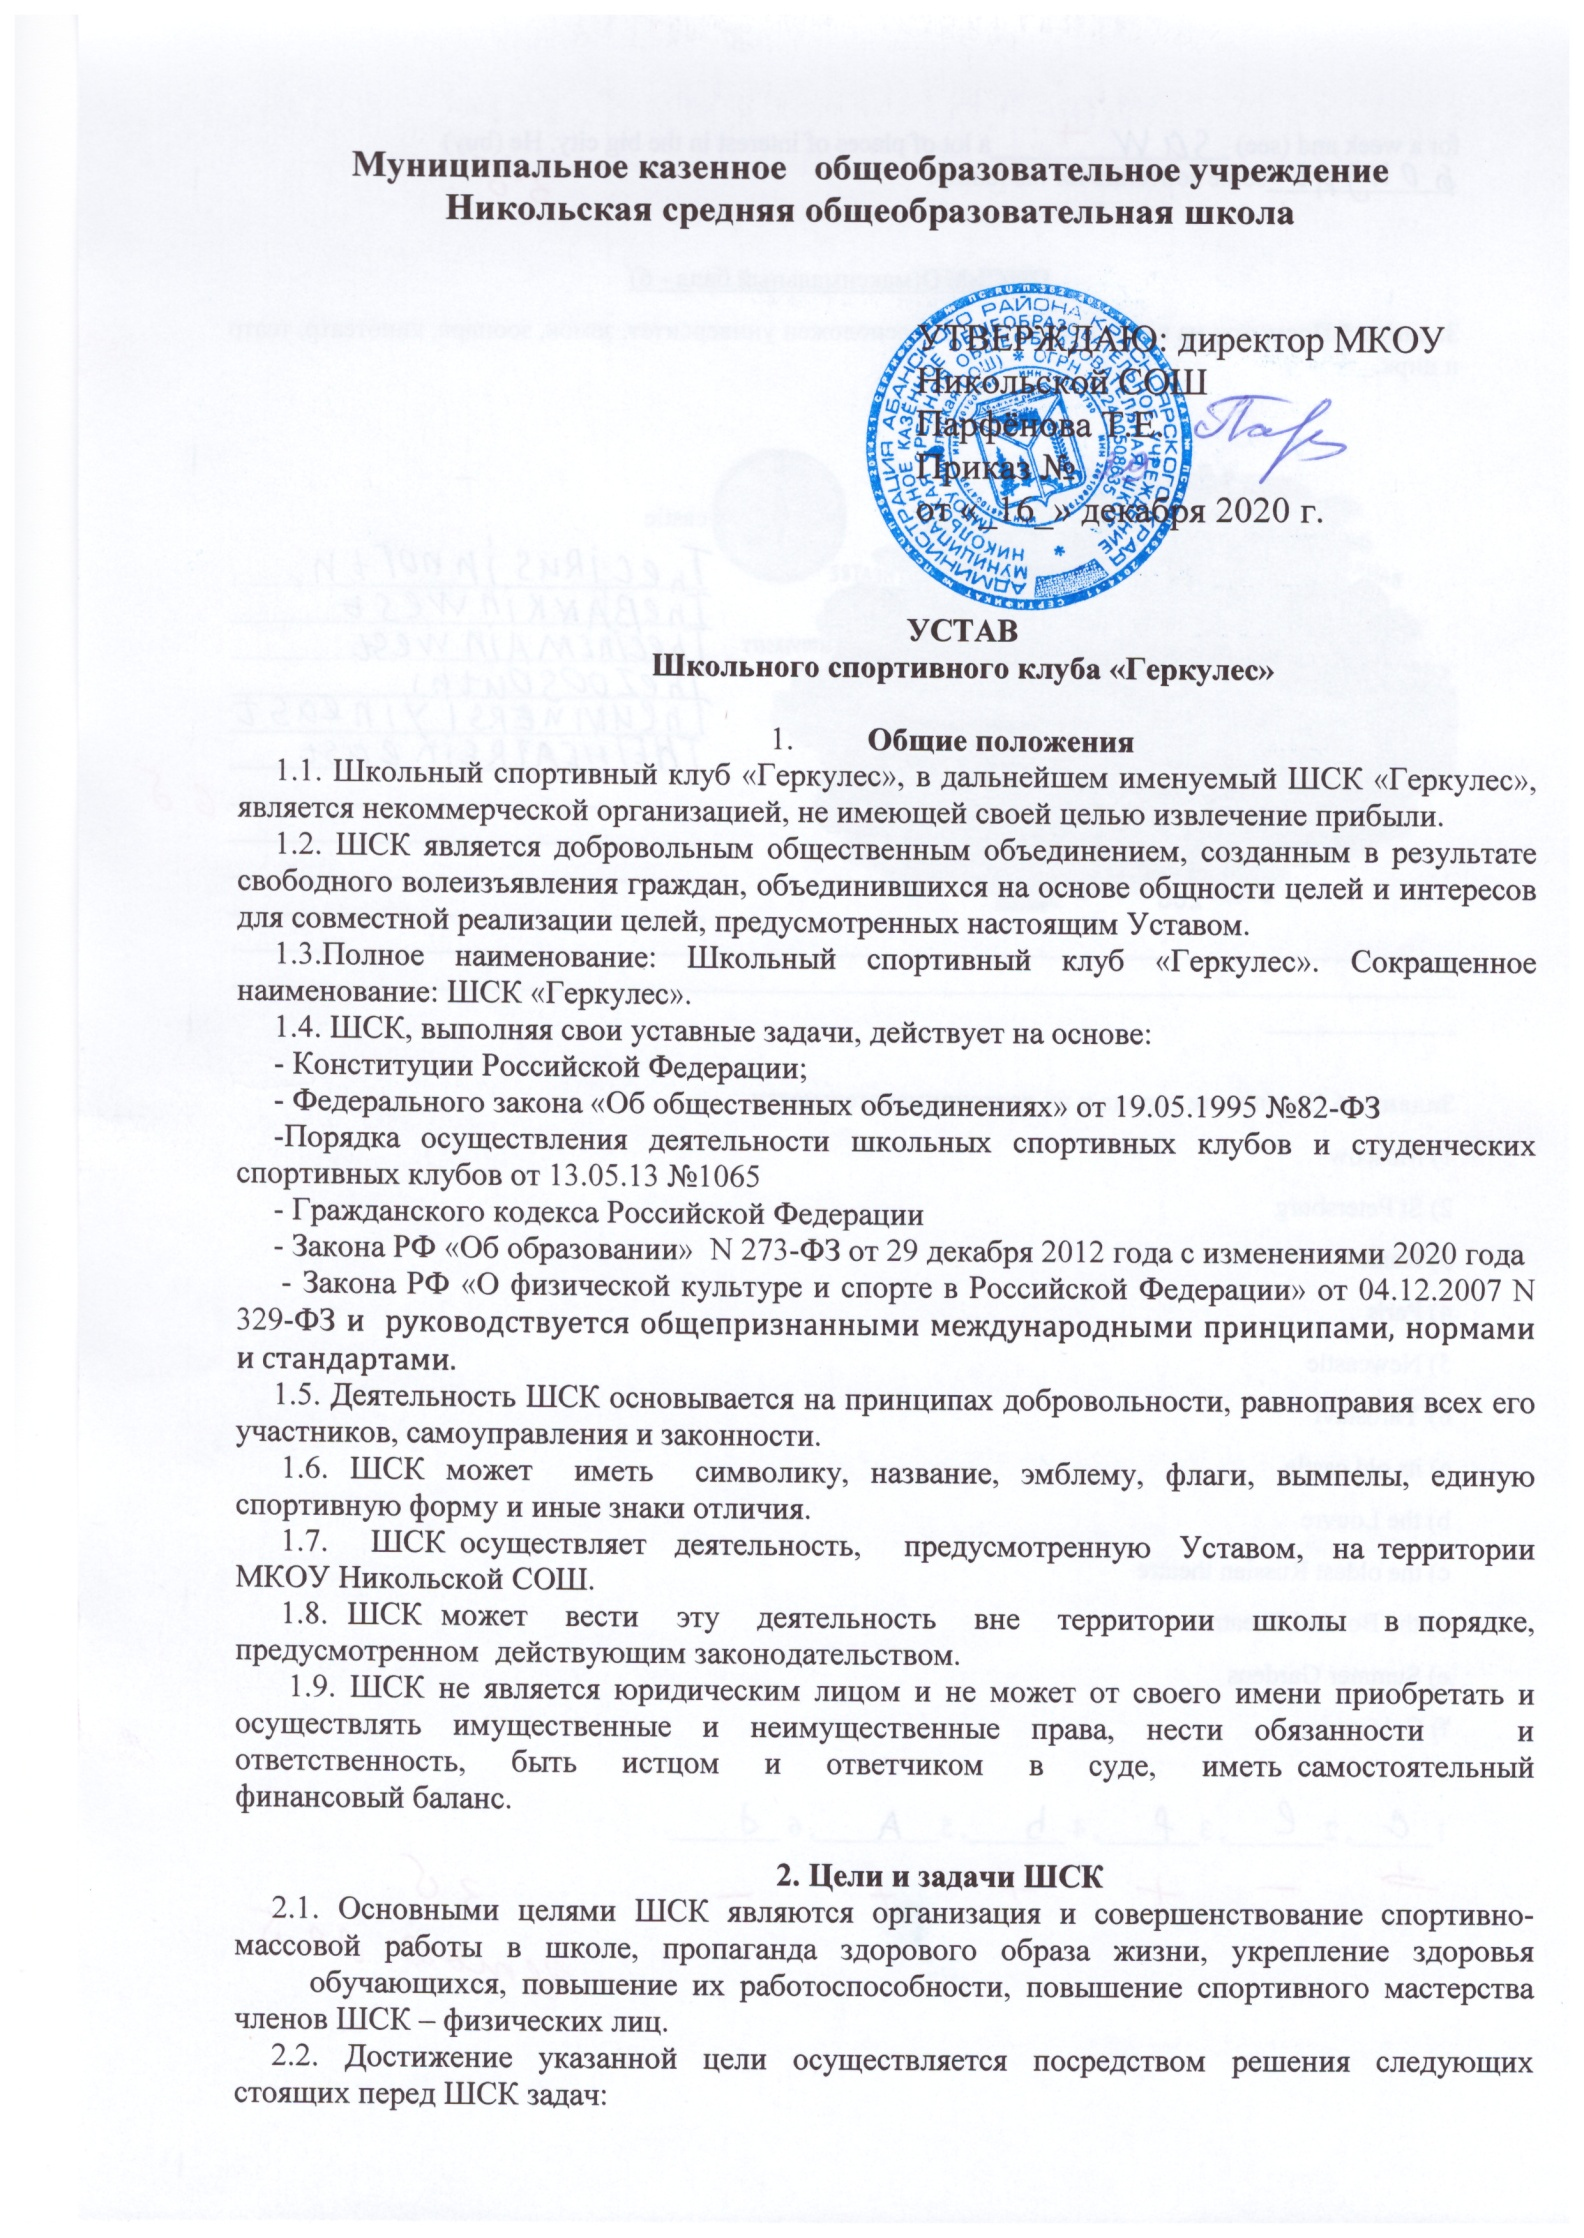 Муниципальное казенное общеобразовательное учреждение
Никольская средняя общеобразовательная школа
УТВЕРЖДАЮ: директор МКОУ
Никольской СОШ
Парфёнова Т.Е.
Приказ №
от «_16_» декабря 2020 г.
УСТАВ
Школьного спортивного клуба «Геркулес»
1. Общие положения
1.1. Школьный спортивный клуб «Геркулес», в дальнейшем именуемый ШСК «Геркулес»,
является некоммерческой организацией, не имеющей своей целью извлечение прибыли.
1.2. ШСК является добровольным общественным объединением, созданным в результате
свободного волеизъявления граждан, объединившихся на основе общности целей и интересов
для совместной реализации целей, предусмотренных настоящим Уставом.
1.3.Полное наименование: Школьный спортивный клуб «Геркулес». Сокращенное
наименование: ШСК «Геркулес».
1.4. ШСК, выполняя свои уставные задачи, действует на основе:
- Конституции Российской Федерации;
- Федерального закона «Об общественных объединениях» от 19.05.1995 №82-ФЗ
-Порядка осуществления деятельности школьных спортивных клубов и студенческих
спортивных клубов от 13.05.13 №1065
- Гражданского кодекса Российской Федерации
- Закона РФ «Об образовании» N 273-ФЗ от 29 декабря 2012 года с изменениями 2020 года
- Закона РФ «О физической культуре и спорте в Российской Федерации» от 04.12.2007 N
329-ФЗ и руководствуется общепризнанными международными принципами, нормами
и стандартами.
1.5. Деятельность ШСК основывается на принципах добровольности, равноправия всех его
участников, самоуправления и законности.
1.6. ШСК может иметь символику, название, эмблему, флаги, вымпелы, единую
спортивную форму и иные знаки отличия.
1.7. ШСК осуществляет деятельность, предусмотренную Уставом, на территории
МКОУ Никольской СОШ.
1.8. ШСК может вести эту деятельность вне территории школы в порядке,
предусмотренном действующим законодательством.
1.9. ШСК не является юридическим лицом и не может от своего имени приобретать и
осуществлять имущественные и неимущественные права, нести обязанности и
ответственность, быть истцом и ответчиком в суде, иметь самостоятельный
финансовый баланс.
2. Цели и задачи ШСК
2.1. Основными целями ШСК являются организация и совершенствование спортивно-
массовой работы в школе, пропаганда здорового образа жизни, укрепление здоровья
обучающихся, повышение их работоспособности, повышение спортивного мастерства
членов ШСК – физических лиц.
2.2. Достижение указанной цели осуществляется посредством решения следующих
стоящих перед ШСК задач: